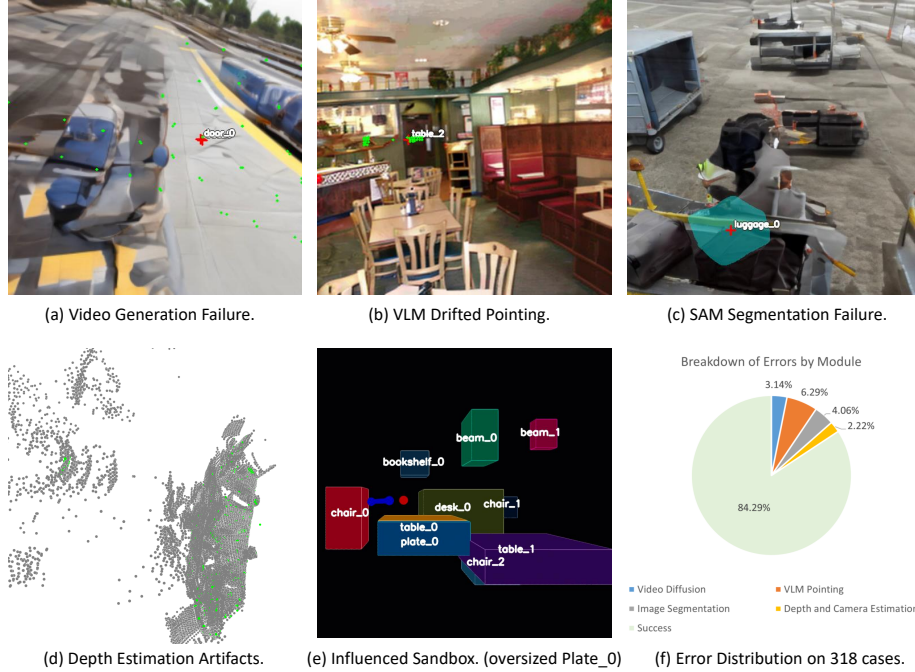 door_0
table_2
luggage_0
(a) Video Generation Failure.
(b) VLM Drifted Pointing.
(c) SAM Segmentation Failure.
beam_0
beam_1
bookshelf_0
chair_0
desk_0
chair_1
table_0
plate_0
table_1
chair_2
Breakdown of Errors by Module
3.14%
6.29%
4.06%
2.22%
84.29%
Video Diffusion
VLM Pointing
Image Segmentation
Depth and Camera Estimation
Success
(d) Depth Estimation Artifacts.
(e) Influenced Sandbox. (oversized Plate_0)
(f) Error Distribution on 318 cases.